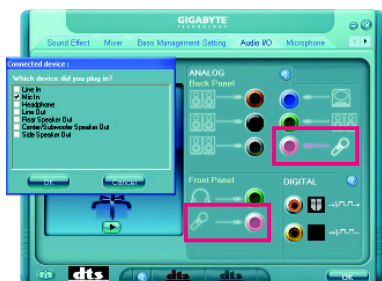 GIGABYTE
TECHNOLOGY
Sound Effect Mixer Bass Management Setting Audio I/O Microphone
Connected device :
Which device did you plug in?
Line In
Mic In
Headphone
Line Out
Rear Speaker Out
Center/Subwoofer Speaker Out
Side Speaker Out
OK Cancel
ANALOG
Back Panel
Front Panel
DIGITAL
dts dts dts
OK